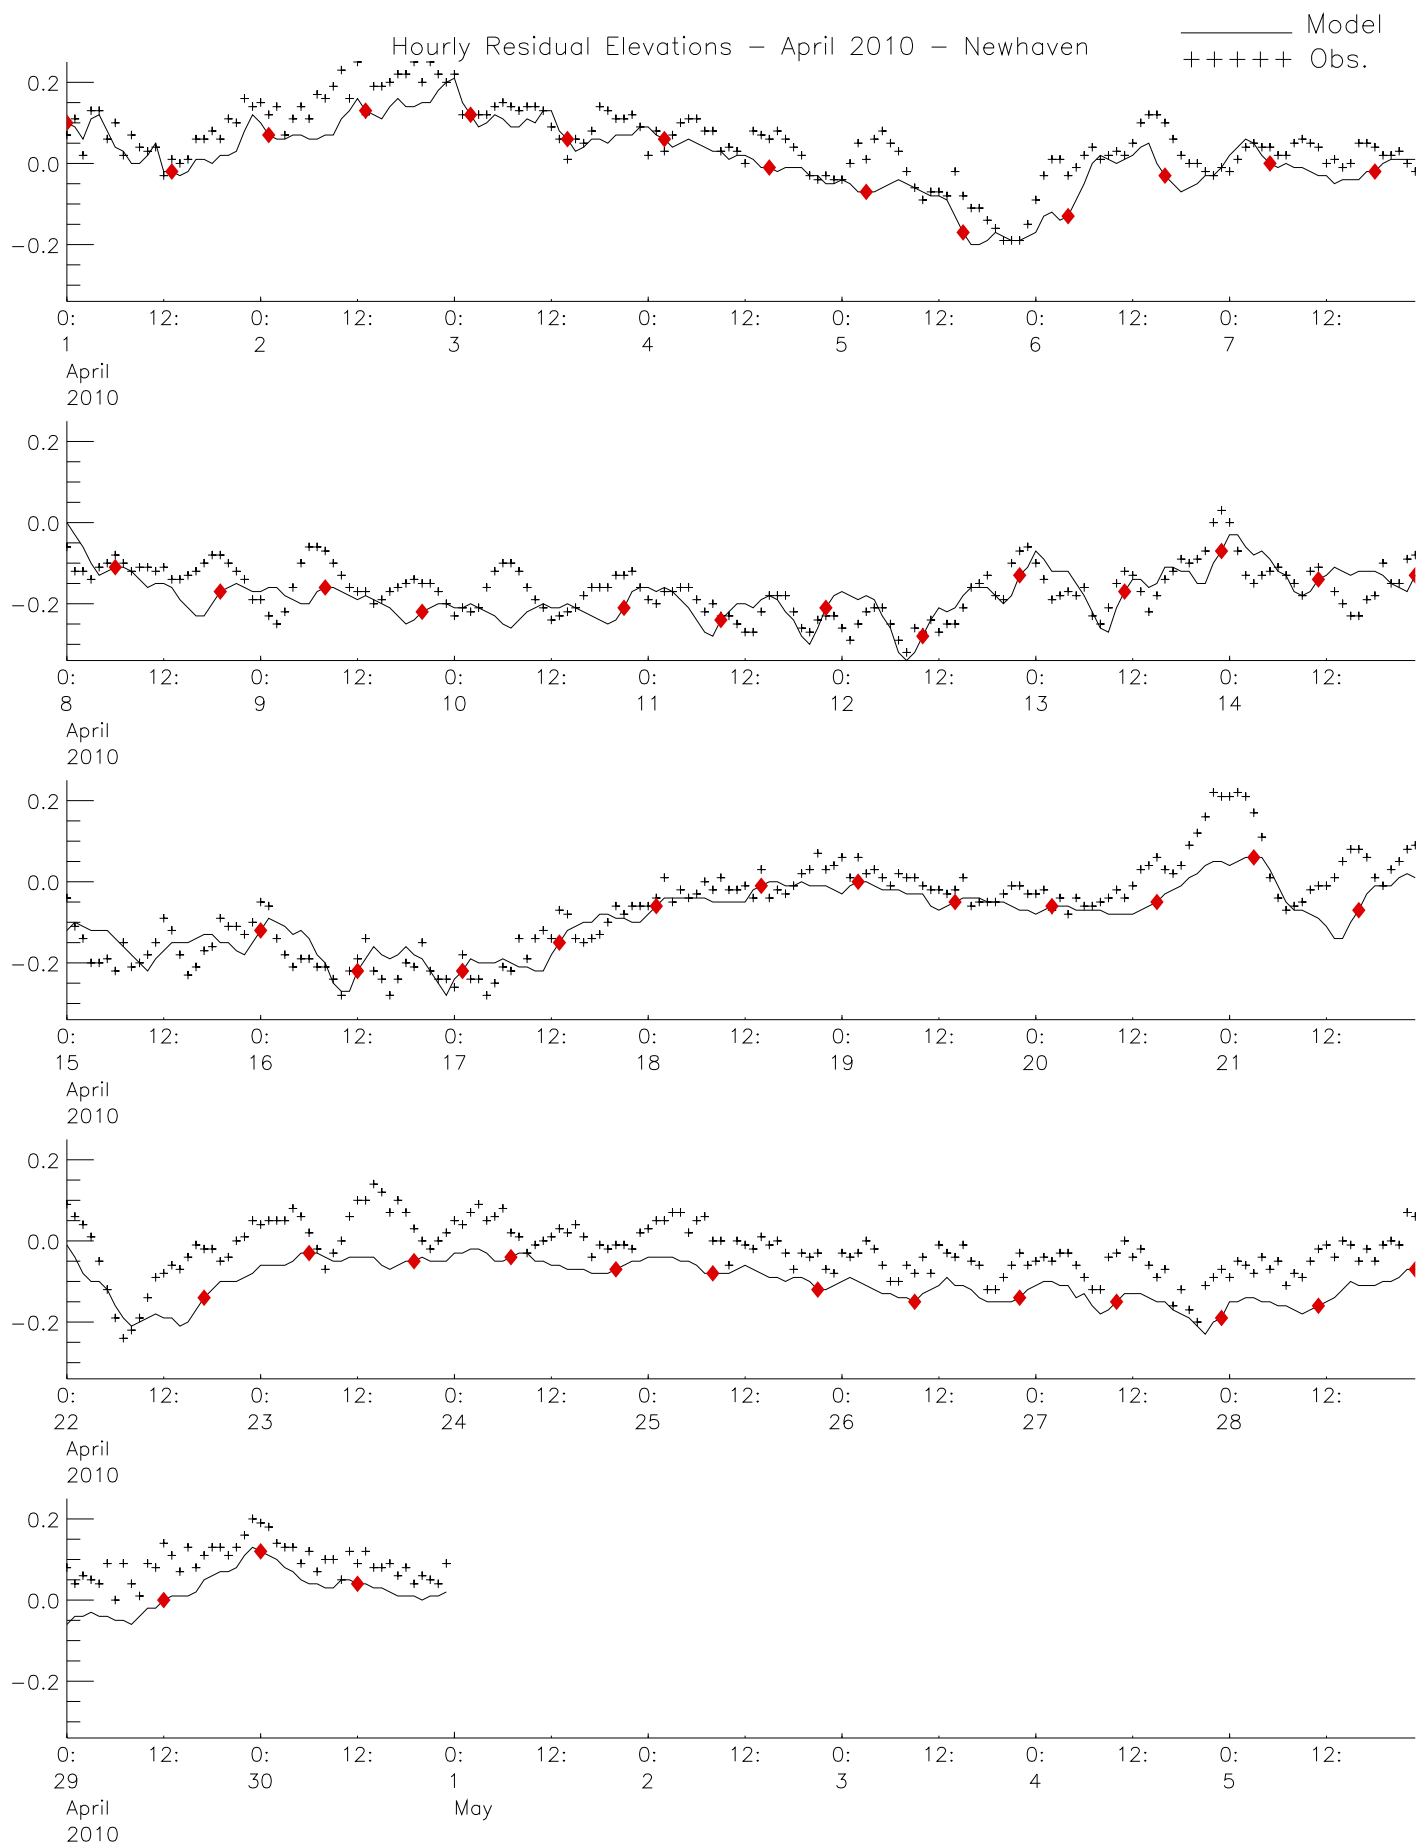 Hourly Residual Elevations – April 2010 – Newhaven
Model
+++++ Obs.
0.2
0.0
−0.2
0: 12: 0: 12: 0: 12: 0: 12: 0: 12: 0: 12: 0: 12:
1 2 3 4 5 6 7
April
2010
0.2
0.0
−0.2
0: 12: 0: 12: 0: 12: 0: 12: 0: 12: 0: 12: 0: 12:
8 9 10 11 12 13 14
April
2010
0.2
0.0
−0.2
0: 12: 0: 12: 0: 12: 0: 12: 0: 12: 0: 12: 0: 12:
15 16 17 18 19 20 21
April
2010
0.2
0.0
−0.2
0: 12: 0: 12: 0: 12: 0: 12: 0: 12: 0: 12: 0: 12:
22 23 24 25 26 27 28
April
2010
0.2
0.0
−0.2
0: 12: 0: 12: 0: 12: 0: 12: 0: 12: 0: 12: 0: 12:
29 30 1 2 3 4 5
April May
2010